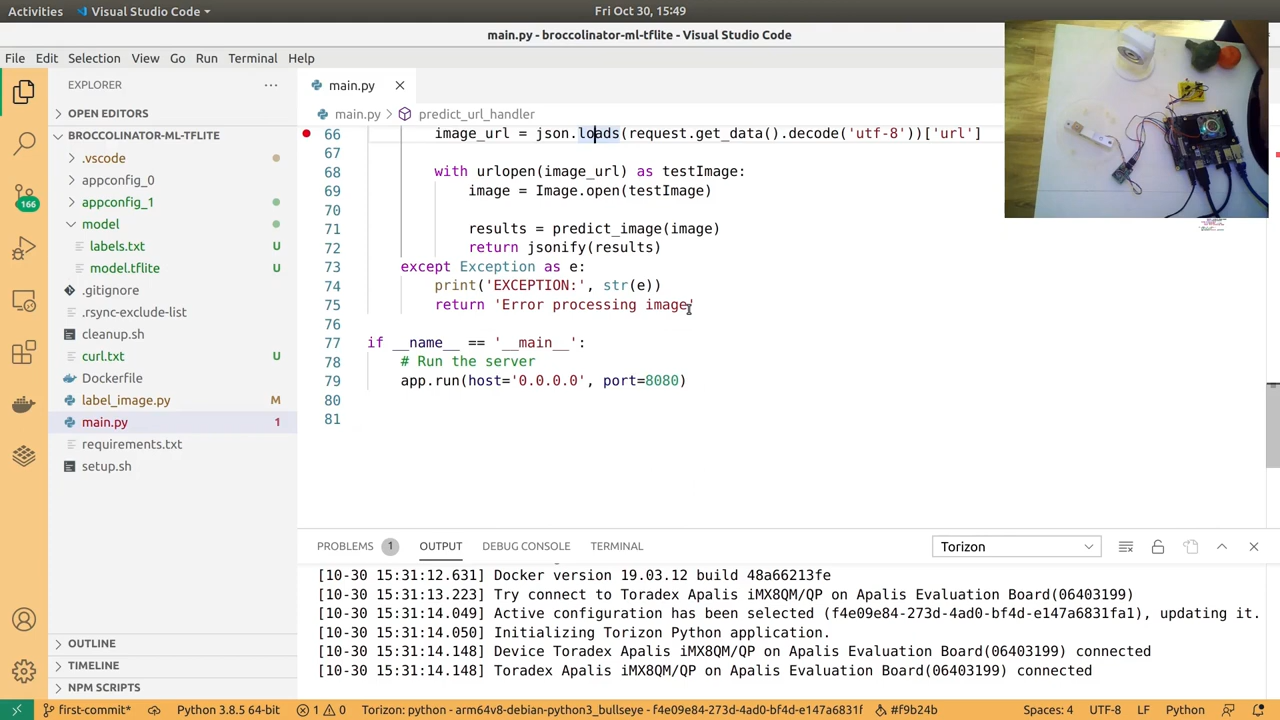 Activities Visual Studio Code Fri Oct 30, 15:49
main.py - broccolinator-ml-tflite - Visual Studio Code
File Edit Selection View Go Run Terminal Help
EXPLORER ...
main.py
OPEN EDITORS
main.py > predict_url_handler
BROCCOLINATOR-ML-TFLITE
.vscode
appconfig_0
appconfig_1
model
labels.txt U
model.tflite U
.gitignore
.rsync-exclude-list
cleanup.sh
curl.txt U
Dockerfile
label_image.py M
main.py 1
requirements.txt
setup.sh
OUTLINE
TIMELINE
NPM SCRIPTS
166
66 image_url = json.loads(request.get_data().decode('utf-8'))['url']
67
68 with urlopen(image_url) as testImage:
69 image = Image.open(testImage)
70
71 results = predict_image(image)
72 return jsonify(results)
73 except Exception as e:
74 print('EXCEPTION:', str(e))
75 return 'Error processing image'
76
77 if __name__ == '__main__':
78 # Run the server
79 app.run(host='0.0.0.0', port=8080)
80
81
PROBLEMS 1 OUTPUT DEBUG CONSOLE TERMINAL Torizon
[10-30 15:31:12.631] Docker version 19.03.12 build 48a66213fe
[10-30 15:31:13.223] Try connect to Toradex Apalis iMX8QM/QP on Apalis Evaluation Board(06403199)
[10-30 15:31:14.049] Active configuration has been selected (f4e09e84-273d-4ad0-bf4d-e147a6831fa1), updating it.
[10-30 15:31:14.050] Initializing Torizon Python application.
[10-30 15:31:14.148] Device Toradex Apalis iMX8QM/QP on Apalis Evaluation Board(06403199) connected
[10-30 15:31:14.148] Toradex Apalis iMX8QM/QP on Apalis Evaluation Board(06403199) connected
first-commit* Python 3.8.5 64-bit 1 0 Torizon: python - arm64v8-debian-python3_bullseye - f4e09e84-273d-4ad0-bf4d-e147a6831fa1 #f9b24b Spaces: 4 UTF-8 LF Python